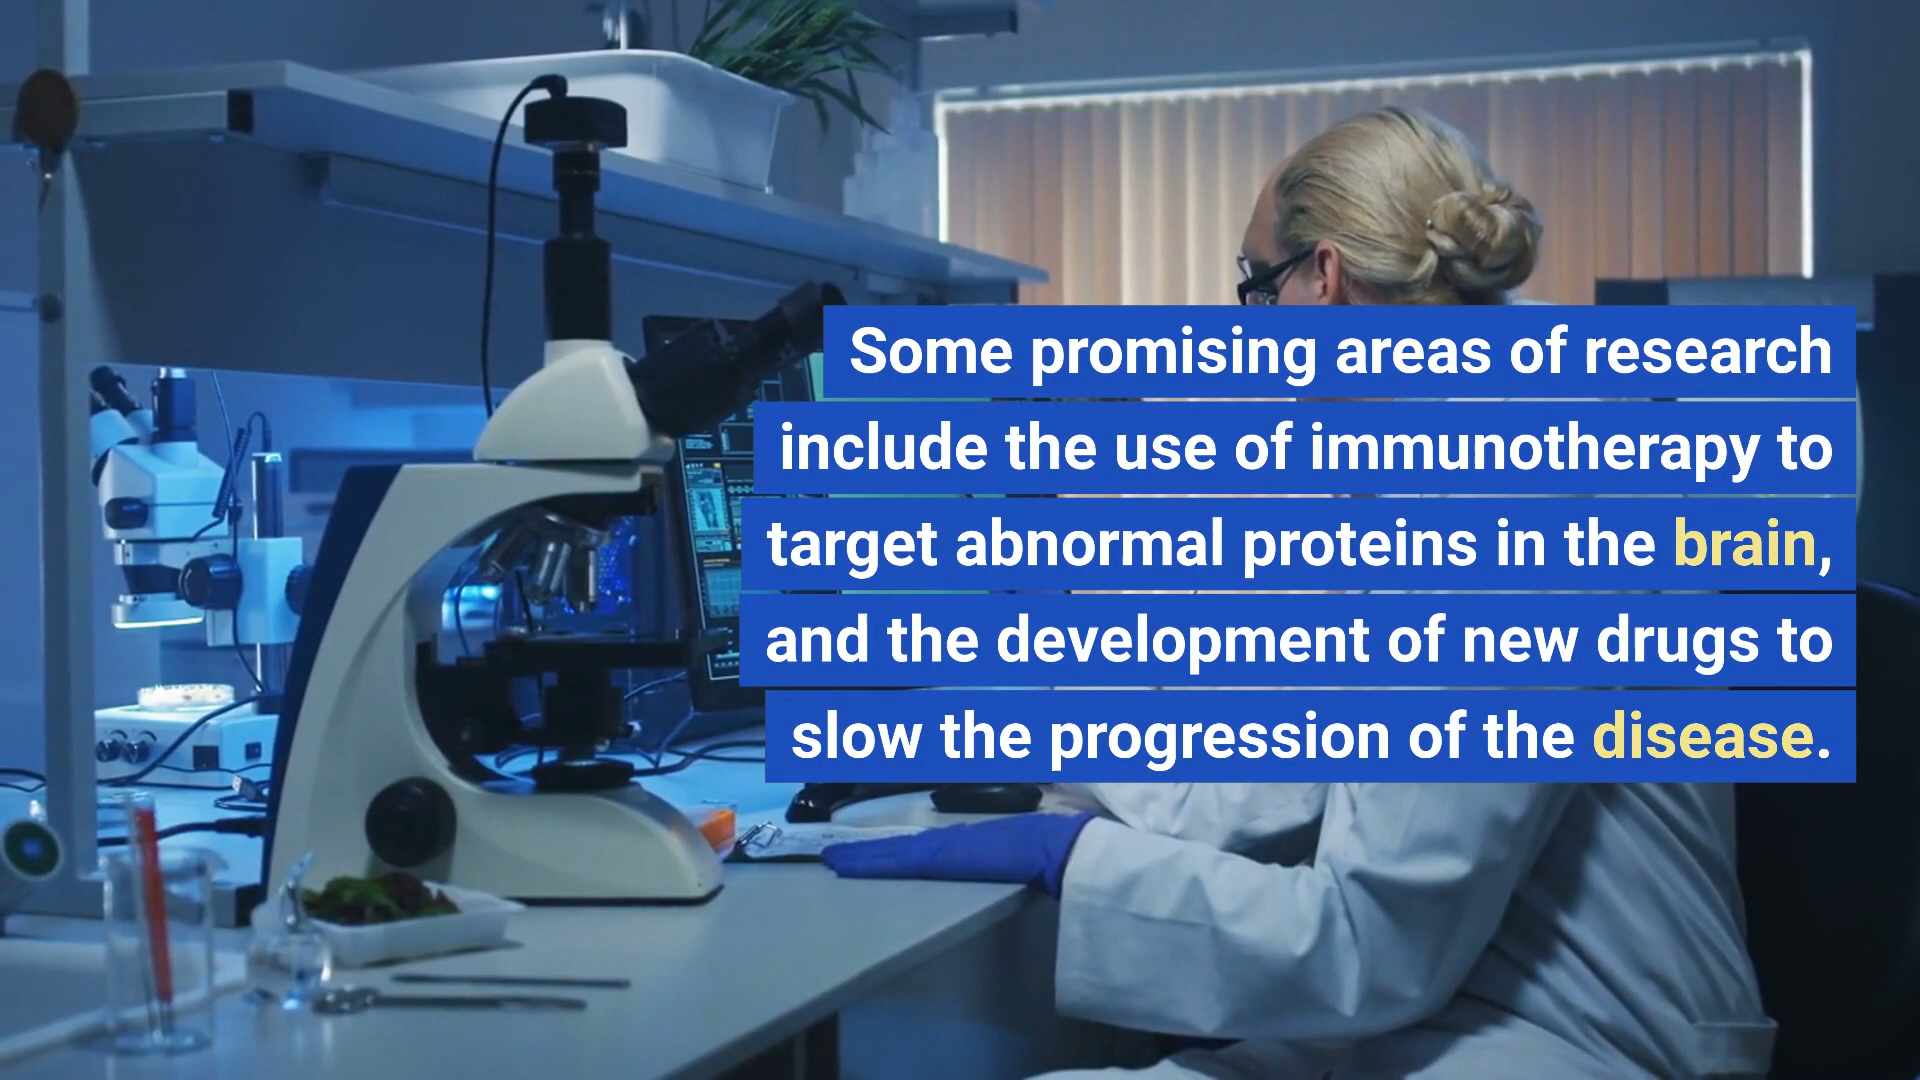 Some promising areas of research
include the use of immunotherapy to
target abnormal proteins in the brain,
and the development of new drugs to
slow the progression of the disease.